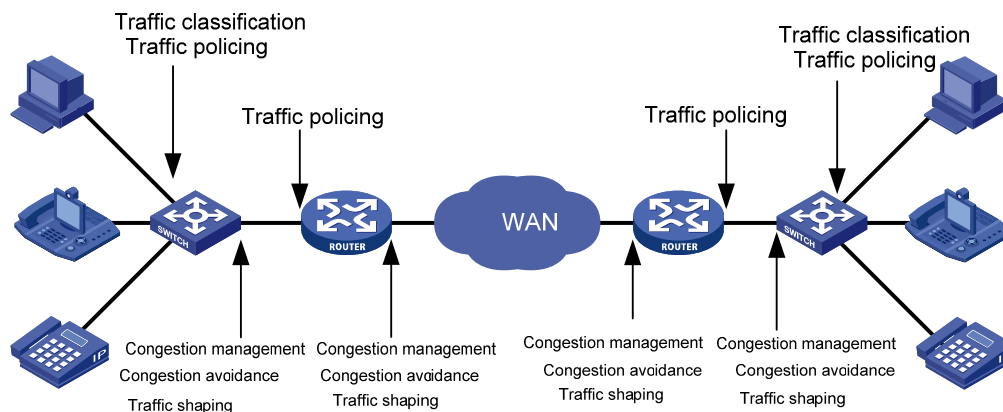 Traffic classification
Traffic policing
Traffic classification
Traffic policing
Traffic policing
Traffic policing
WAN
SWITCH
ROUTER
ROUTER
SWITCH
IP
I
Congestion management
Congestion avoidance
Traffic shaping
Congestion management
Congestion avoidance
Traffic shaping
Congestion management
Congestion avoidance
Traffic shaping
Congestion management
Congestion avoidance
Traffic shaping